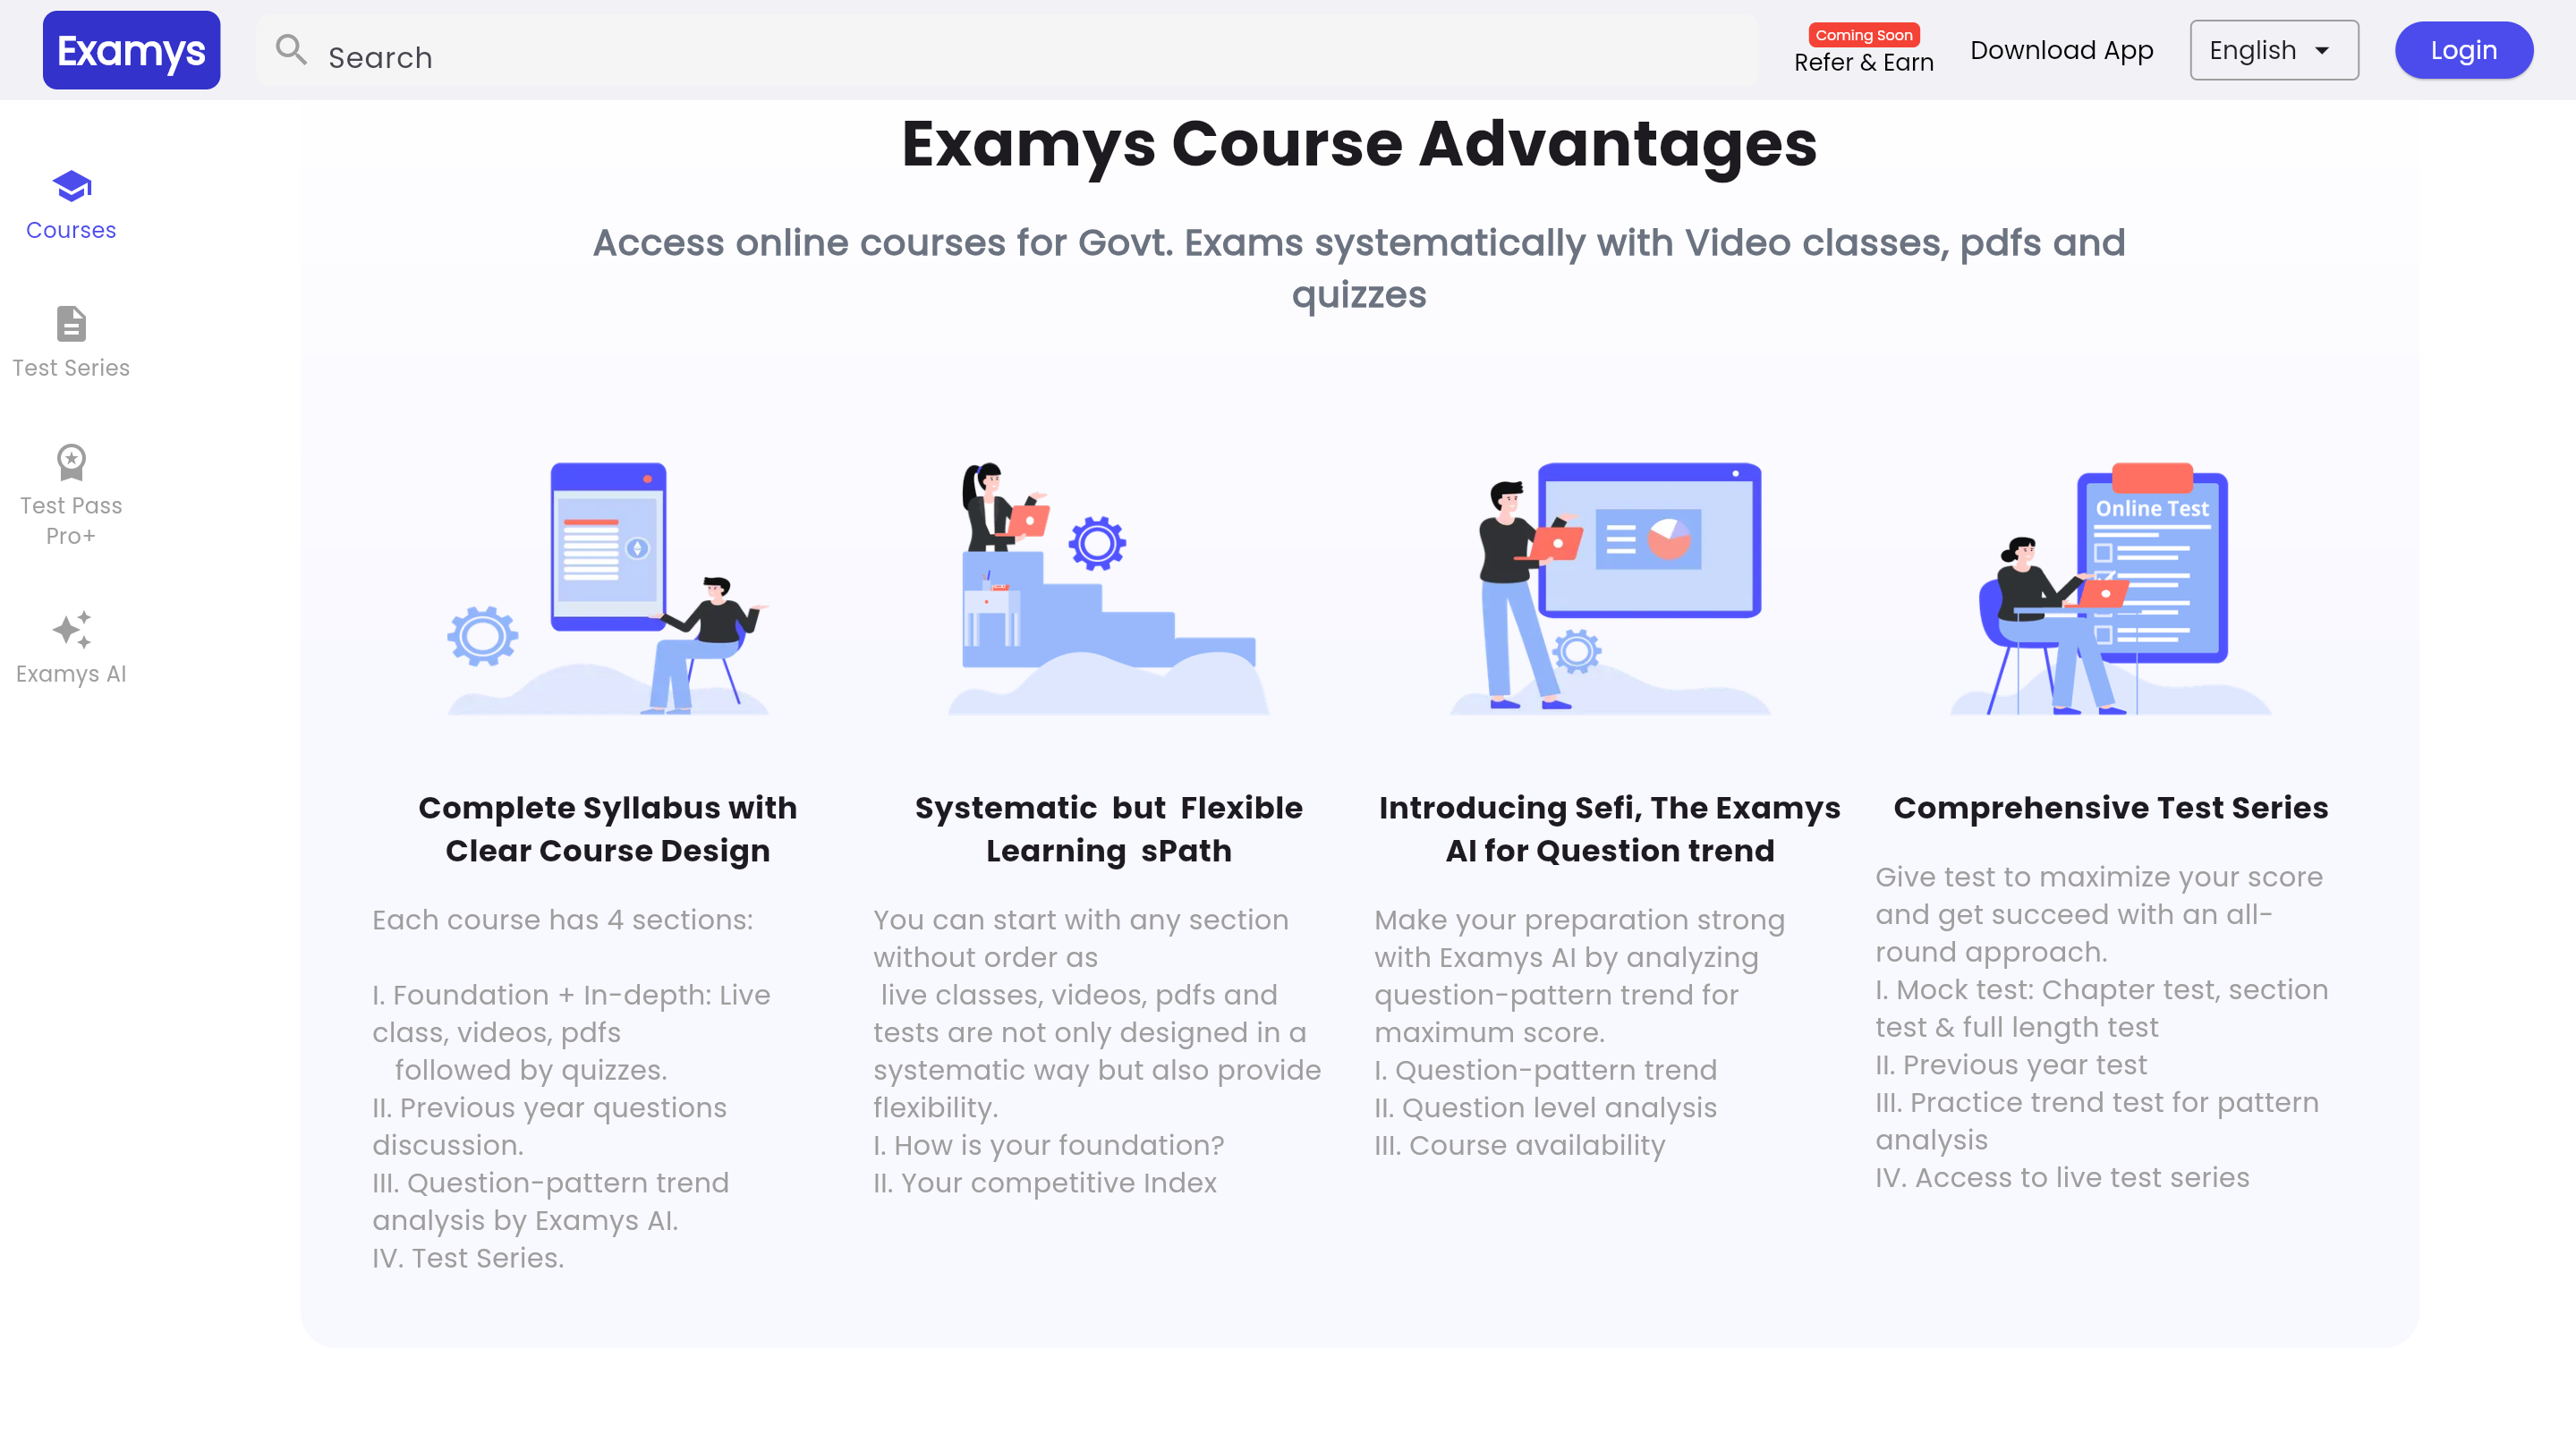 Examys
Search
Coming Soon
Refer & Earn
Download App
English
Login
Courses
Test Series
Test Pass
Pro+
Examys AI
Examys Course Advantages
Access online courses for Govt. Exams systematically with Video classes, pdfs and
quizzes
Complete Syllabus with
Clear Course Design
Each course has 4 sections:
I. Foundation + In-depth: Live
class, videos, pdfs
followed by quizzes.
II. Previous year questions
discussion.
III. Question-pattern trend
analysis by Examys AI.
IV. Test Series.
Systematic but Flexible
Learning sPath
You can start with any section
without order as
live classes, videos, pdfs and
tests are not only designed in a
systematic way but also provide
flexibility.
I. How is your foundation?
II. Your competitive Index
Introducing Sefi, The Examys
AI for Question trend
Make your preparation strong
with Examys AI by analyzing
question-pattern trend for
maximum score.
I. Question-pattern trend
II. Question level analysis
III. Course availability
Online Test
Comprehensive Test Series
Give test to maximize your score
and get succeed with an all-
round approach.
I. Mock test: Chapter test, section
test & full length test
II. Previous year test
III. Practice trend test for pattern
analysis
IV. Access to live test series